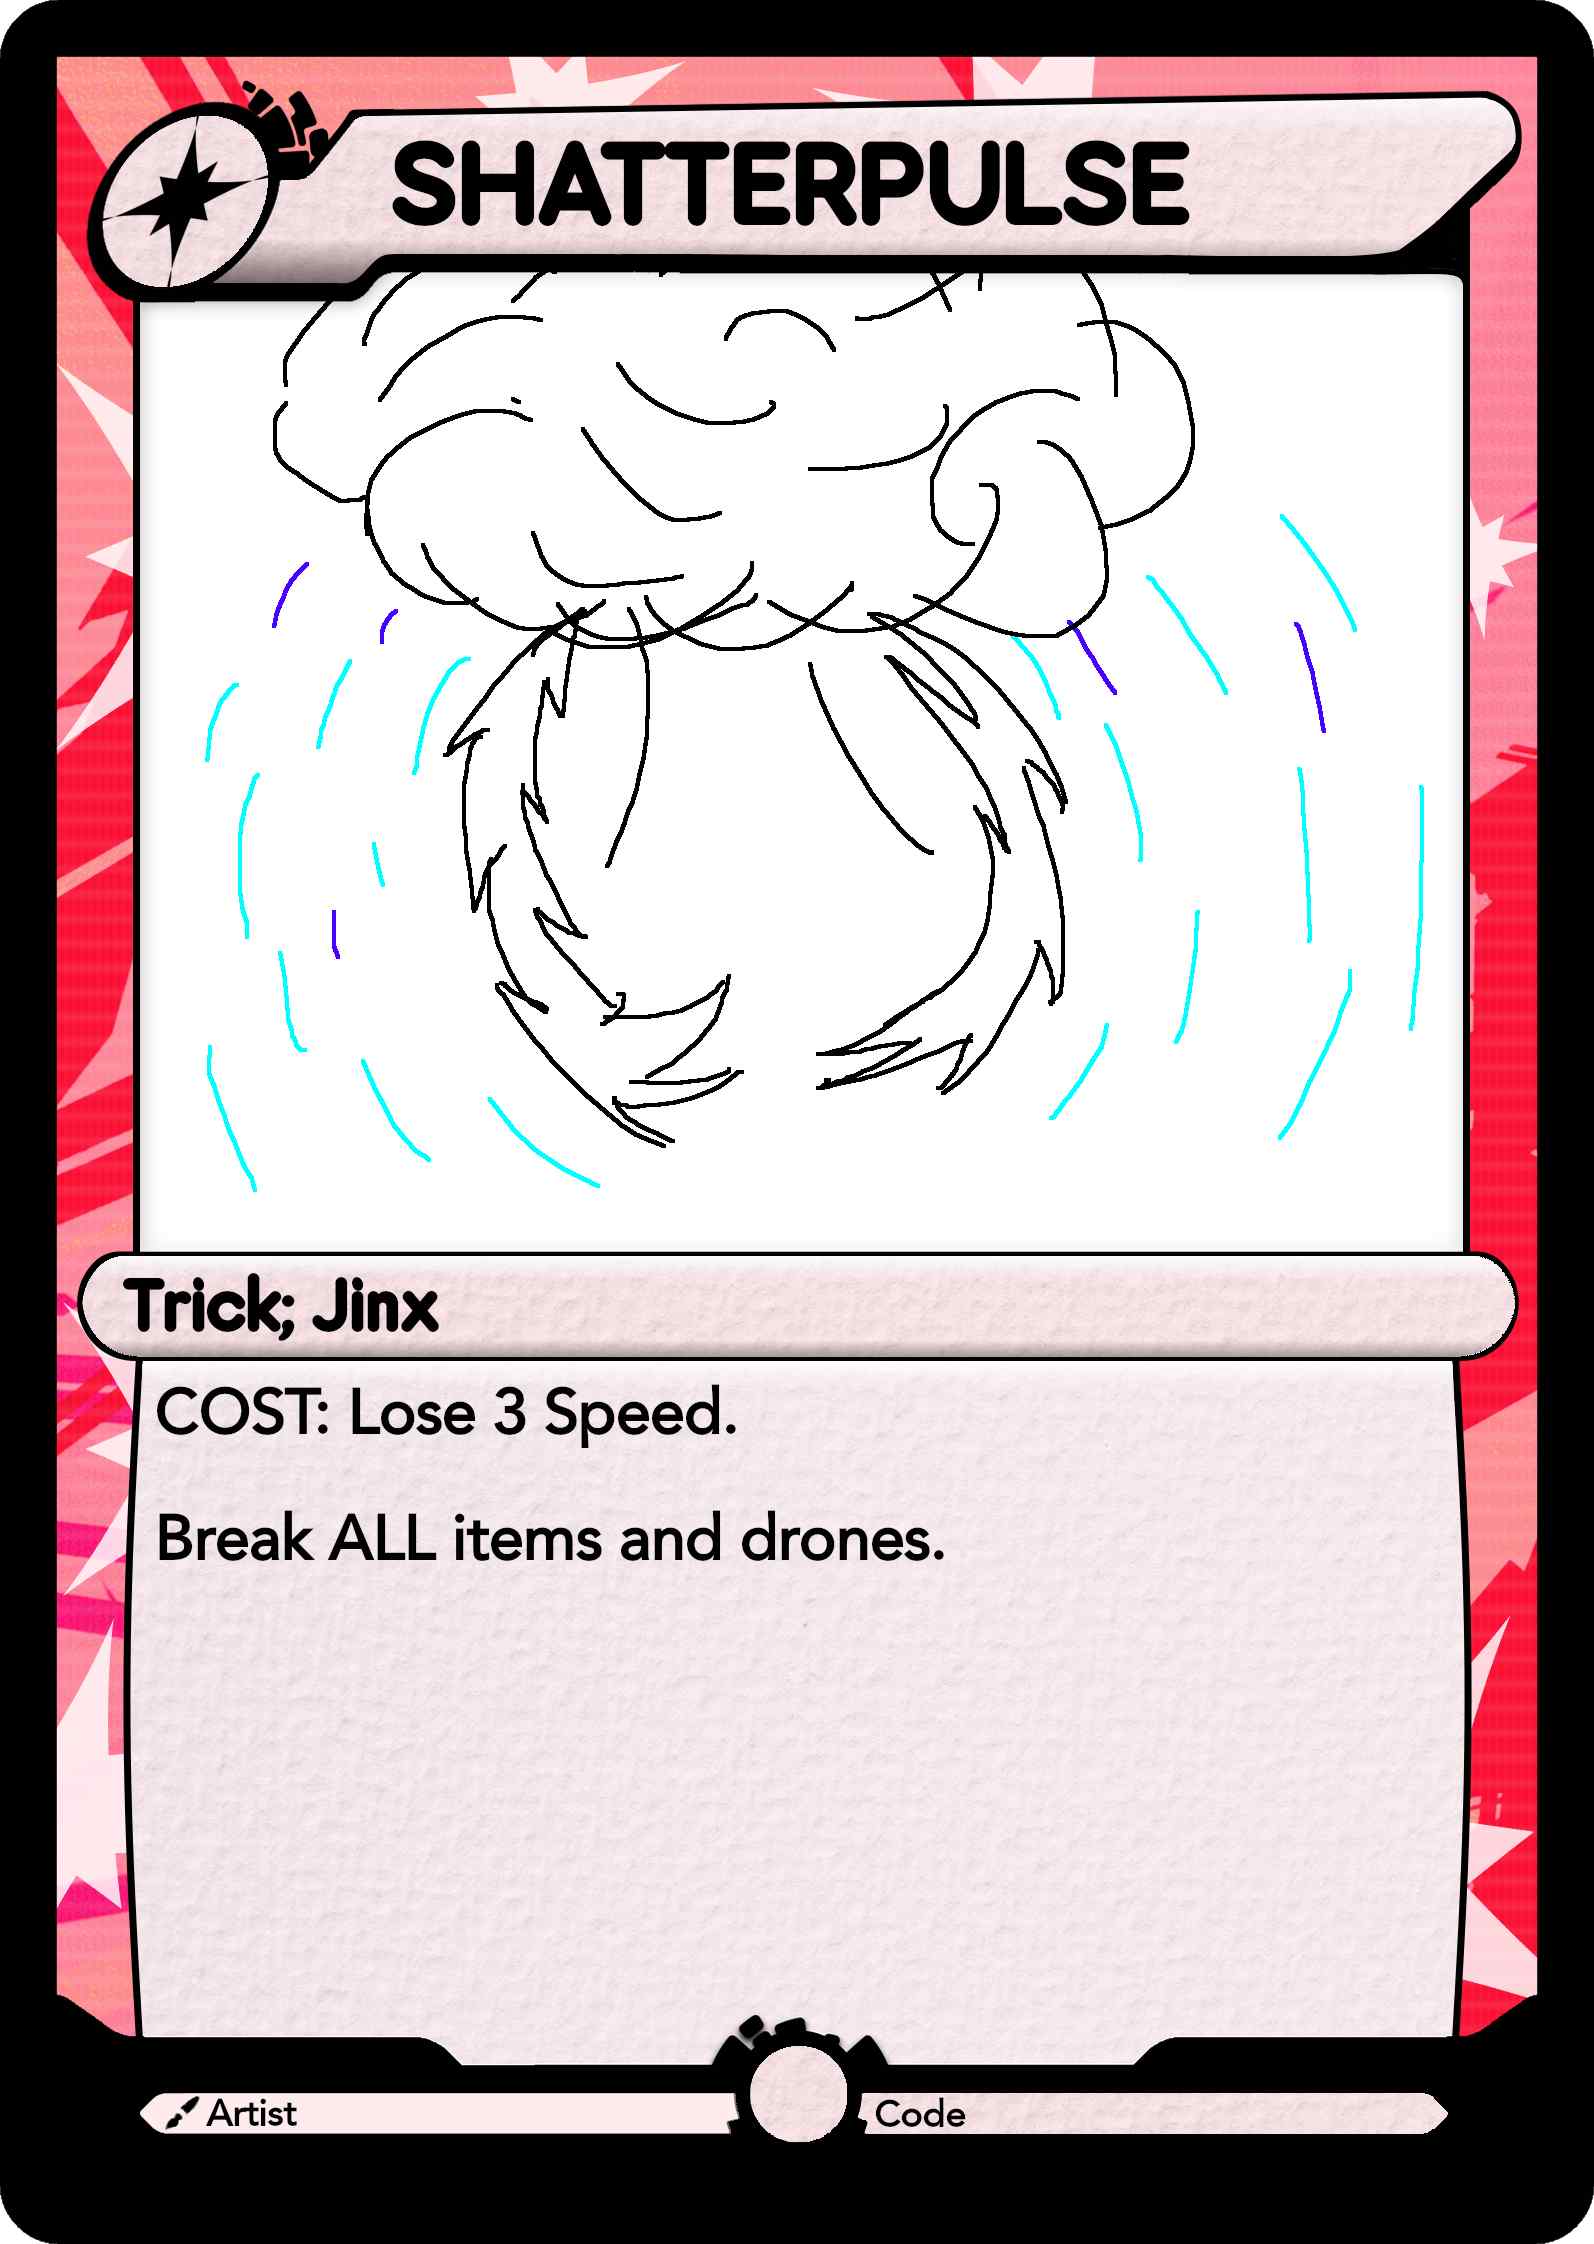 SHATTERPULSE
Trick; Jinx
COST: Lose 3 Speed.
Break ALL items and drones.
Artist
Code